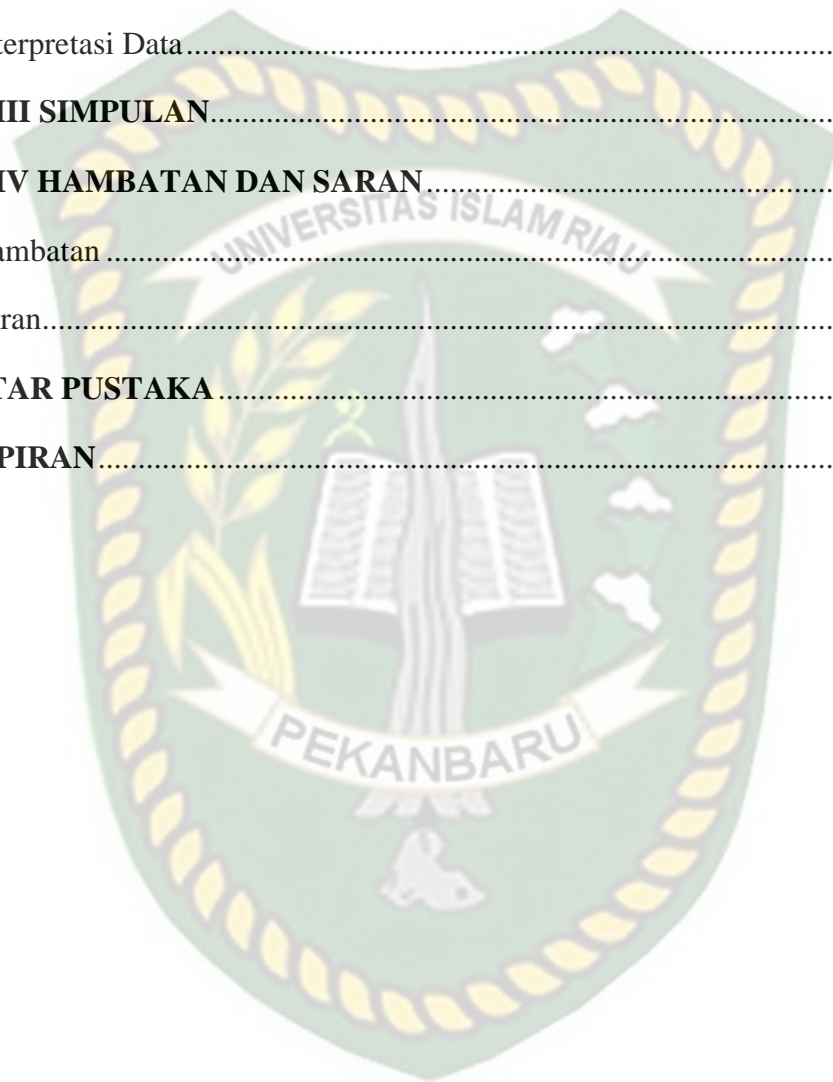 terpretasi Data
III SIMPULAN
IV HAMBATAN DAN SARAN
UNIVERSITAS ISLAM RIAU
ambatan
ran
TAR PUSTAKA
PIRAN
PEKANBARU